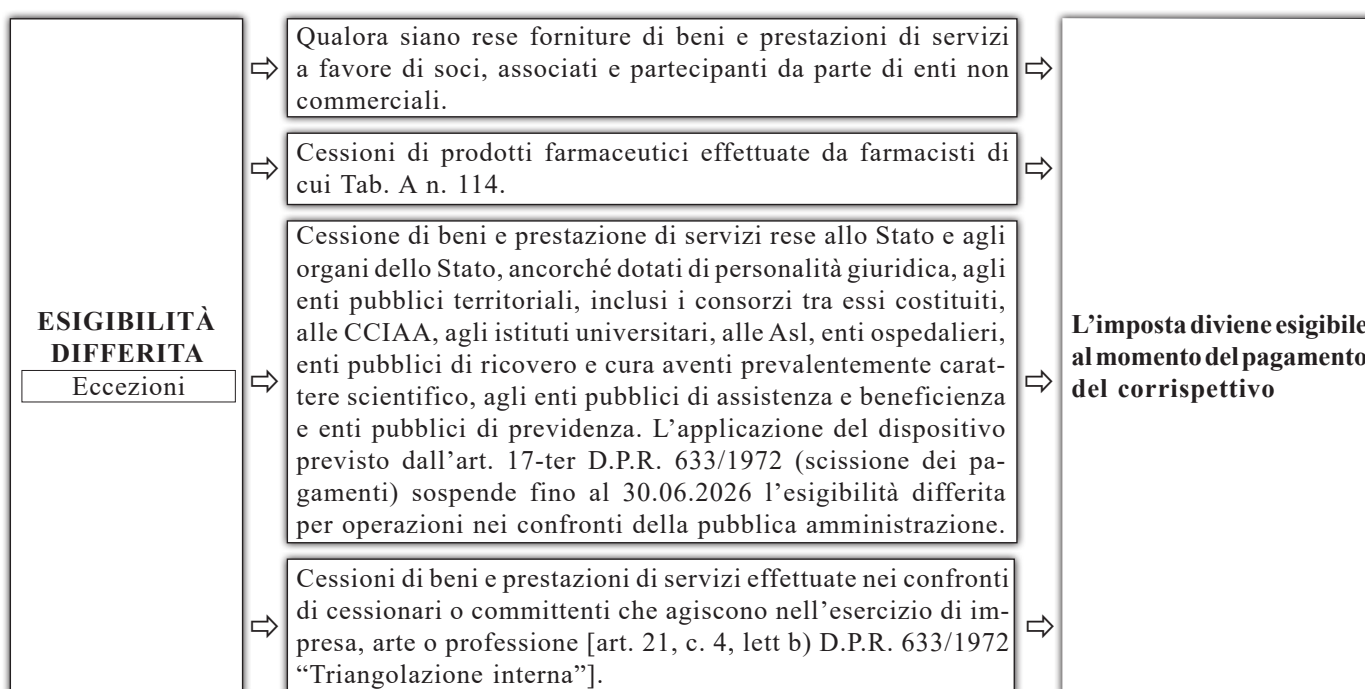 ESIGIBILITÀ
DIFFERITA
Eccezioni
Qualora siano rese forniture di beni e prestazioni di servizi
a favore di soci, associati e partecipanti da parte di enti non
commerciali.
Cessioni di prodotti farmaceutici effettuate da farmacisti di
cui Tab. A n. 114.
Cessione di beni e prestazione di servizi rese allo Stato e agli
organi dello Stato, ancorché dotati di personalità giuridica, agli
enti pubblici territoriali, inclusi i consorzi tra essi costituiti,
alle CCIAA, agli istituti universitari, alle Asl, enti ospedalieri,
enti pubblici di ricovero e cura aventi prevalentemente carat-
tere scientifico, agli enti pubblici di assistenza e beneficienza
e enti pubblici di previdenza. L’applicazione del dispositivo
previsto dall’art. 17-ter D.P.R. 633/1972 (scissione dei pa-
gamenti) sospende fino al 30.06.2026 l’esigibilità differita
per operazioni nei confronti della pubblica amministrazione.
Cessioni di beni e prestazioni di servizi effettuate nei confronti
di cessionari o committenti che agiscono nell’esercizio di im-
presa, arte o professione [art. 21, c. 4, lett b) D.P.R. 633/1972
“Triangolazione interna”].
L’imposta diviene esigibile
al momento del pagamento
del corrispettivo